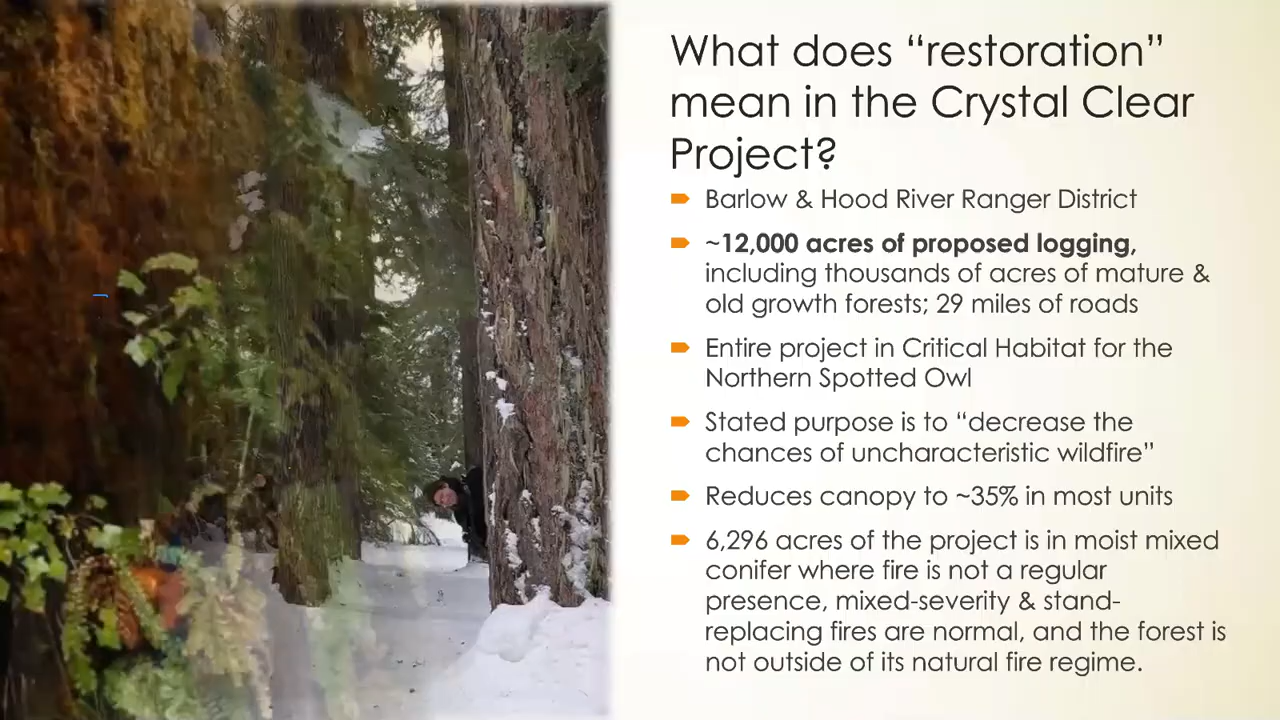 What does “restoration”
mean in the Crystal Clear
Project?
Barlow & Hood River Ranger District
~12,000 acres of proposed logging,
including thousands of acres of mature &
old growth forests; 29 miles of roads
Entire project in Critical Habitat for the
Northern Spotted Owl
Stated purpose is to “decrease the
chances of uncharacteristic wildfire”
Reduces canopy to ~35% in most units
6,296 acres of the project is in moist mixed
conifer where fire is not a regular
presence, mixed-severity & stand-
replacing fires are normal, and the forest is
not outside of its natural fire regime.